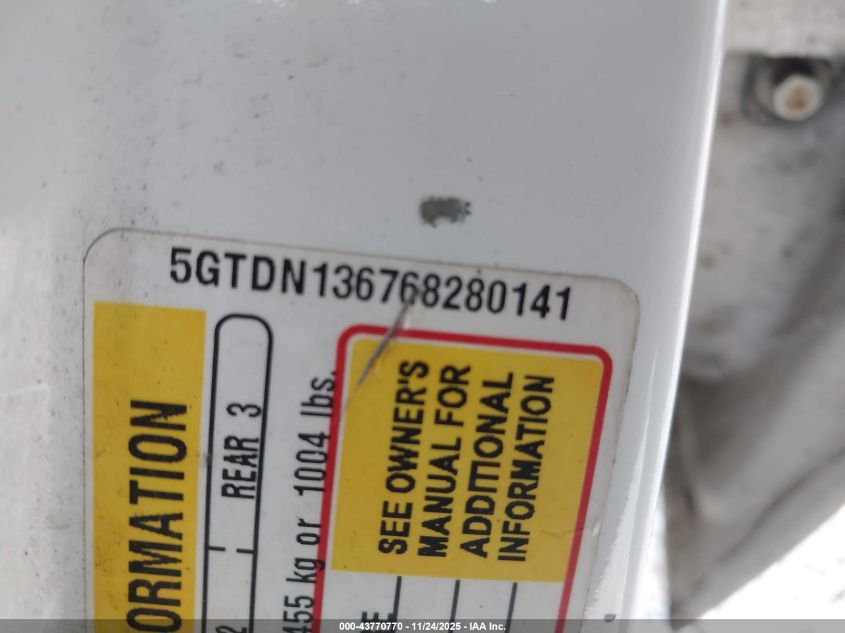 5GTDN136768280141
ORMATION
2 | REAR 3
455 kg or 1004 lbs.
SEE OWNER'S
MANUAL FOR
ADDITIONAL
INFORMATION
000-43770770 - 11/24/2025 - IAA Inc.